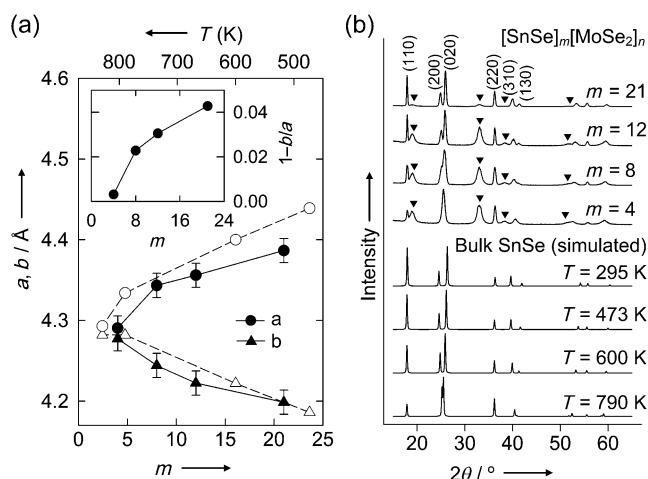 (a)
T (K)
800 700 600 500
4.6
4.5
4.4
4.3
4.2
a, b / Å
0.04
0.02
0.00
1–b/a
0 8 16 24
m
a
b
0 5 10 15 20 25
m
(b)
[SnSe]m[MoSe2]n
(110)
(200)
(020)
(220)
(310)
(130)
m = 21
m = 12
m = 8
m = 4
Bulk SnSe (simulated)
T = 295 K
T = 473 K
T = 600 K
T = 790 K
Intensity
20 30 40 50 60
2θ / °